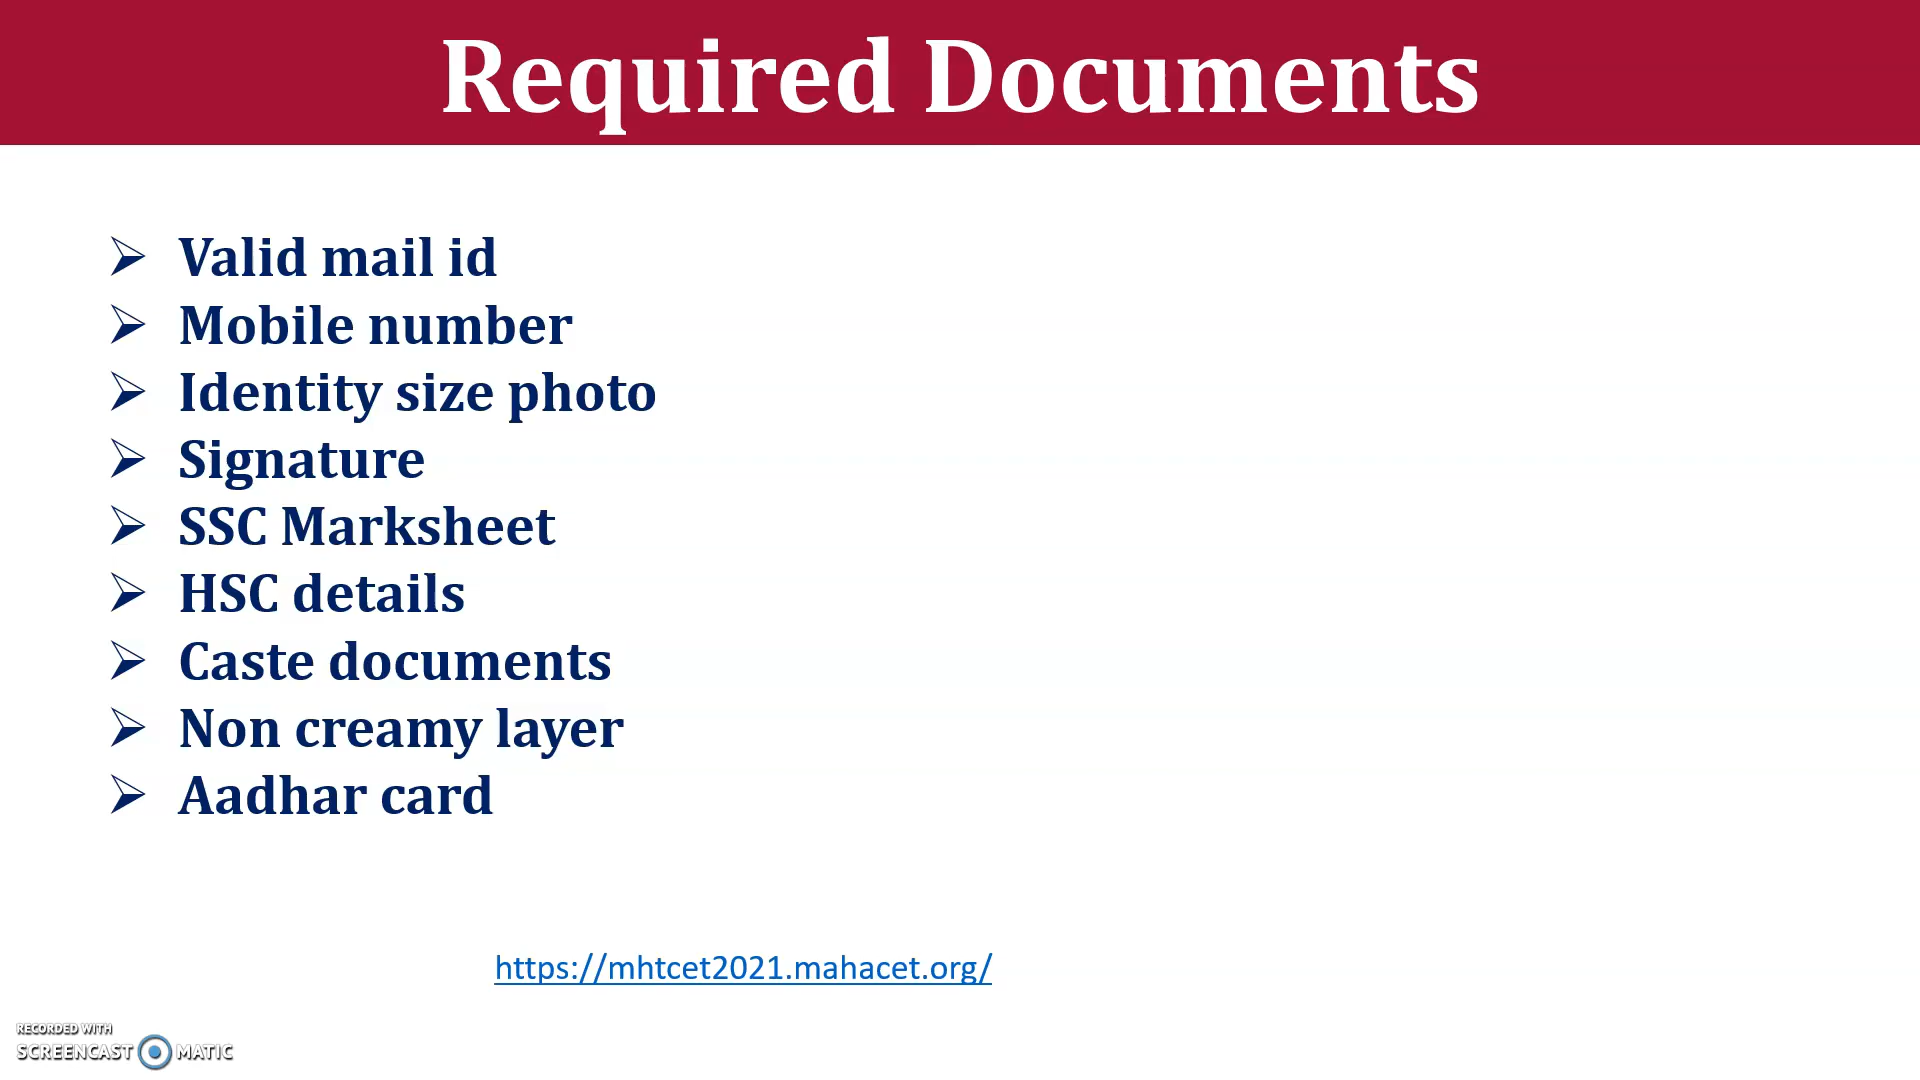 Required Documents
Valid mail id
Mobile number
Identity size photo
Signature
SSC Marksheet
HSC details
Caste documents
Non creamy layer
Aadhar card
https://mhtcet2021.mahacet.org/
RECORDED WITH
SCREENCAST MATIC